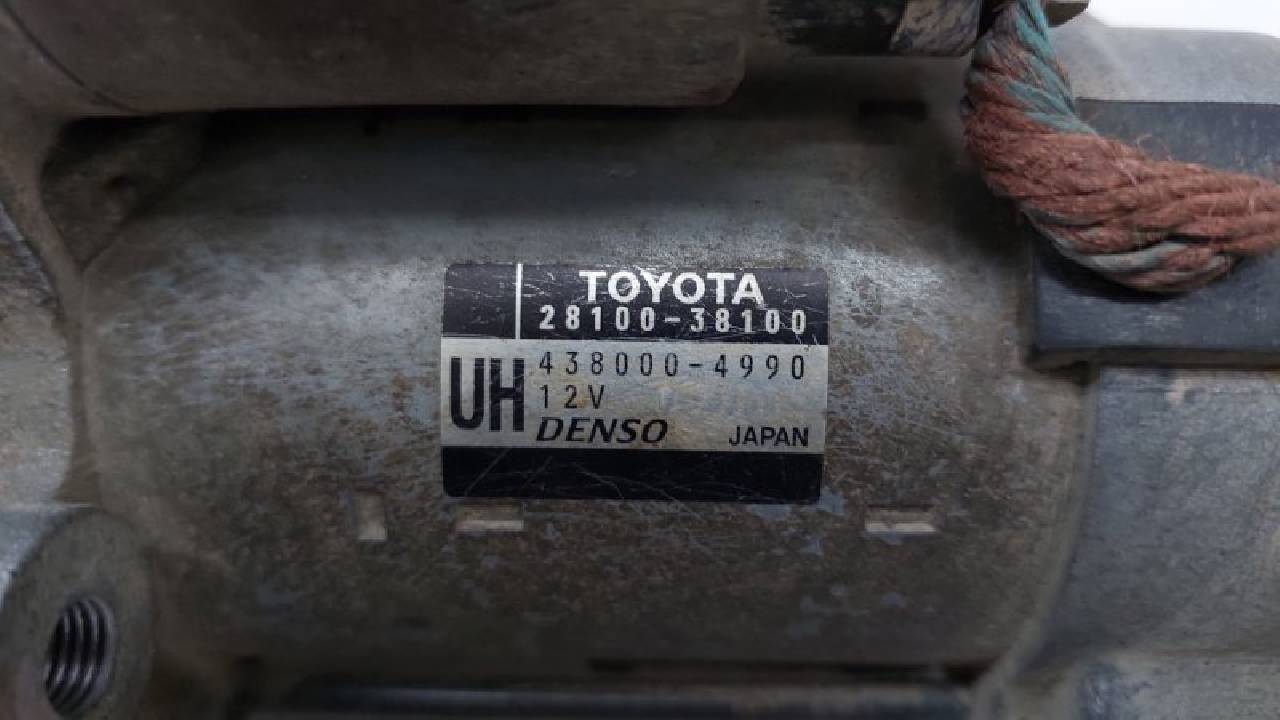 TOYOTA
28100-38100
UH
438000-4990
12V
DENSO
JAPAN